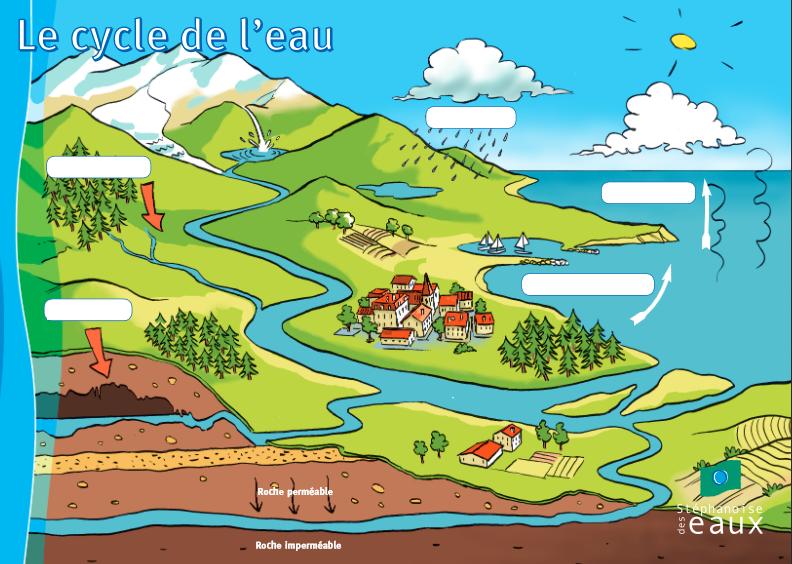 Le cycle de l'eau
Roche perméable
Roche imperméable
Stéphanoise
des eaux